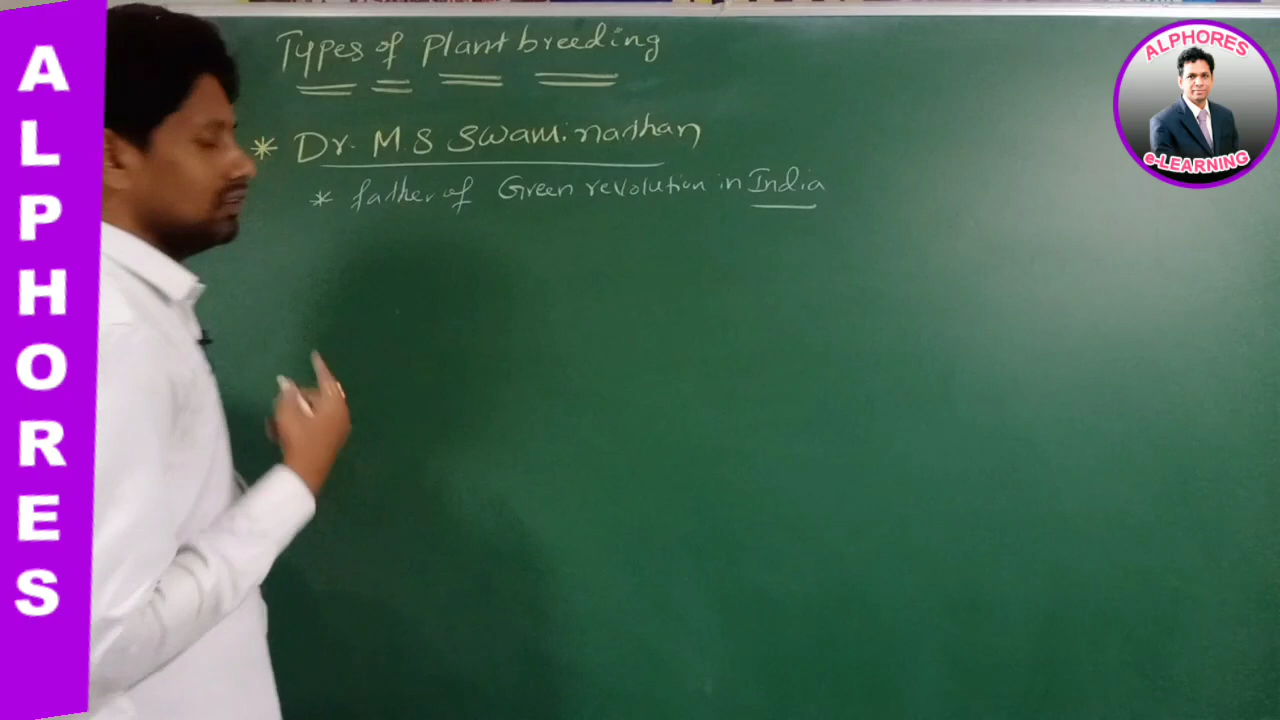 ALPHORES
Types of Plant breeding
* Dr. M. S Swaminathan
* father of Green revolution in India
ALPHORES
e-LEARNING